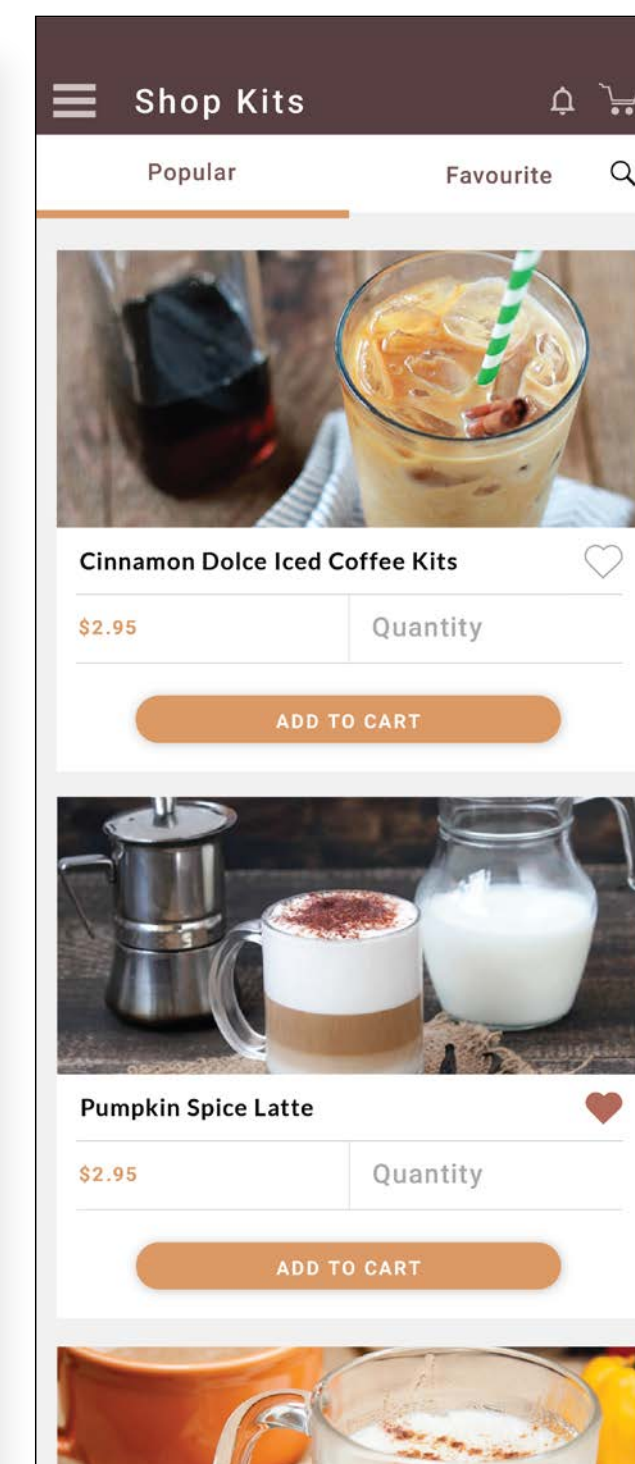 Shop Kits
Popular
Favourite
Cinnamon Dolce Iced Coffee Kits
$2.95
Quantity
ADD TO CART
Pumpkin Spice Latte
$2.95
Quantity
ADD TO CART